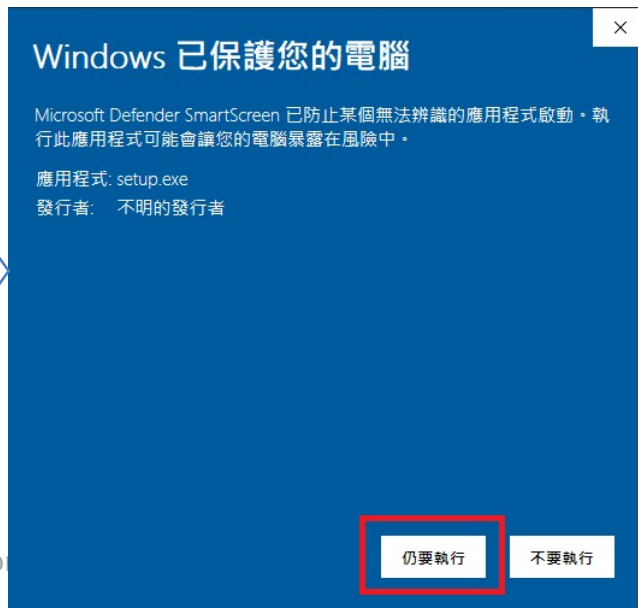 Windows 已保護您的電腦
Microsoft Defender SmartScreen 已防止某個無法辨識的應用程式啟動。執
行此應用程式可能會讓您的電腦暴露在風險中。
應用程式: setup.exe
發行者: 不明的發行者
仍要執行
不要執行